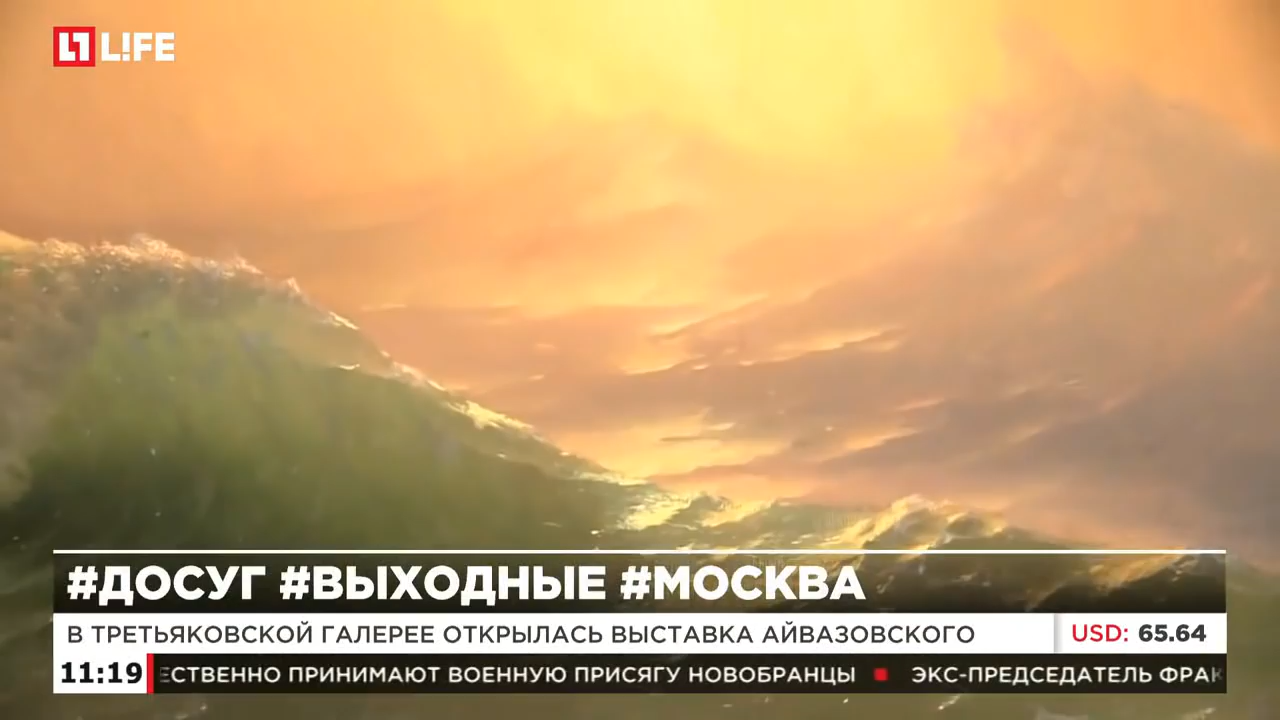 L!FE
#ДОСУГ #ВЫХОДНЫЕ #МОСКВА
В ТРЕТЬЯКОВСКОЙ ГАЛЕРЕЕ ОТКРЫЛАСЬ ВЫСТАВКА АЙВАЗОВСКОГО
USD: 65.64
11:19 ЕСТВЕННО ПРИНИМАЮТ ВОЕННУЮ ПРИСЯГУ НОВОБРАНЦЫ ЭКС-ПРЕДСЕДАТЕЛЬ ФРАК